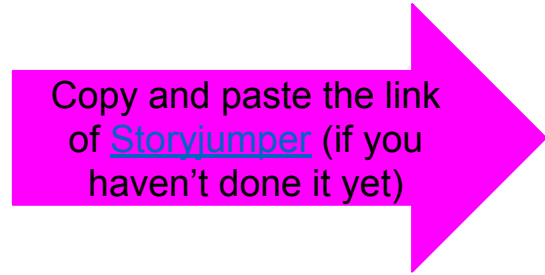 Copy and paste the link
of Storyjumper (if you
haven't done it yet)